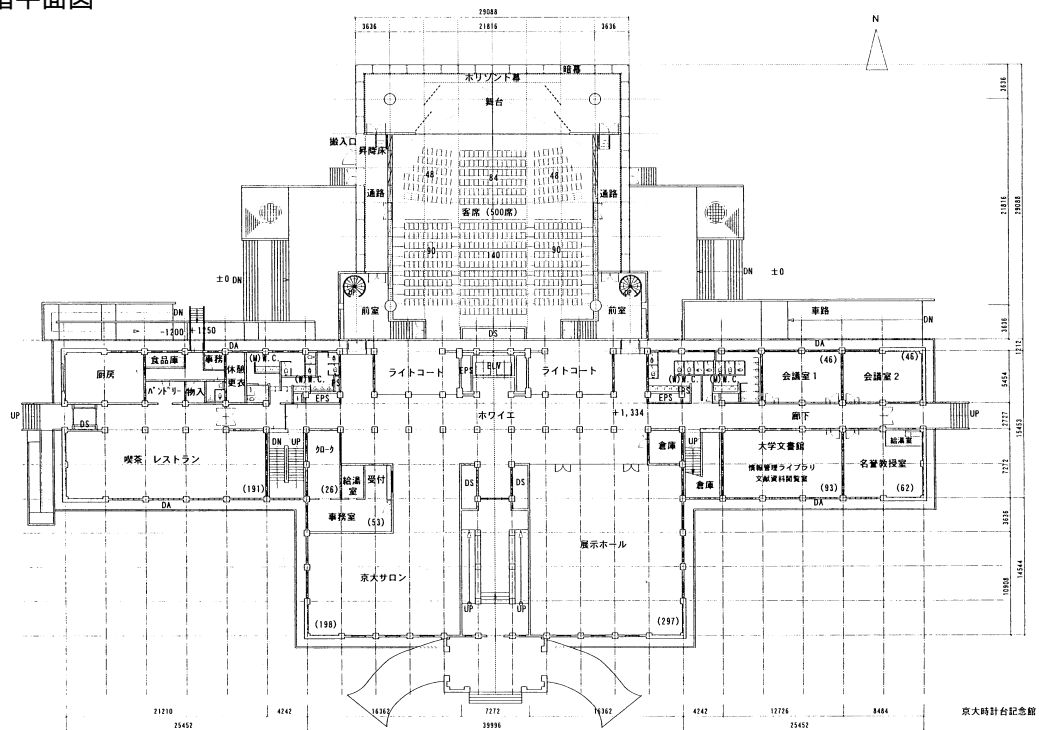 階平面図
29088
3636 21816 3636
N
暗幕
ホリゾント幕
舞台
搬入口
昇降床
通路
通路
48 84 48
客席 (500席)
90 140 90
3636
21816
29088
3636
±0 DN
DN ±0
UP
UP
前室
前室
DN
-1200 +1250
車路
DN
DS
DA
DA
1212
厨房
食品庫
事務
休憩
更衣
(M)W.C.
(W)W.C.
PS
パンドリー
物入
EPS
ライトコート
EPS
ELV
ライトコート
(M)W.C.
(W)W.C.
PS
EPS
会議室1
(46)
会議室2
(46)
5454
UP
DS
ホワイエ
+1,334
廊下
UP
2727
15453
喫茶 レストラン
(191)
DN UP
クローク
(26)
給湯室
受付
事務室
(53)
DS
DS
倉庫
UP
倉庫
大学文書館
情報管理ライブラリ
文献資料閲覧室
(93)
給湯室
名誉教授室
(62)
7272
DA
DA
3636
京大サロン
(198)
展示ホール
(297)
UP
UP
10908
14544
21210 4242 16362 7272 16362 4242 12726 8484
25452 39996 25452
京大時計台記念館